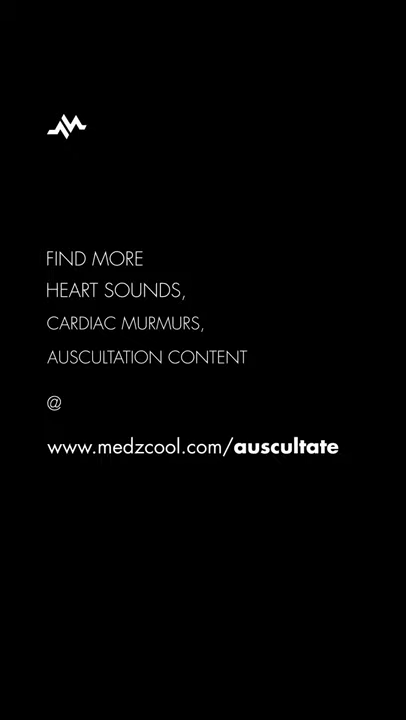 FIND MORE
HEART SOUNDS,
CARDIAC MURMURS,
AUSCULTATION CONTENT
@
www.medzcool.com/auscultate